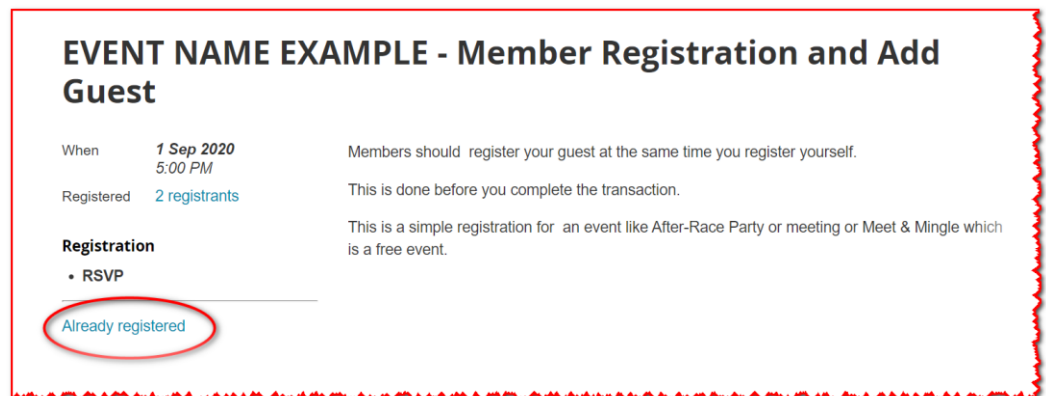 EVENT NAME EXAMPLE - Member Registration and Add
Guest
When 1 Sep 2020
5:00 PM
Registered 2 registrants
Registration
• RSVP
Already registered
Members should register your guest at the same time you register yourself.
This is done before you complete the transaction.
This is a simple registration for an event like After-Race Party or meeting or Meet & Mingle which
is a free event.